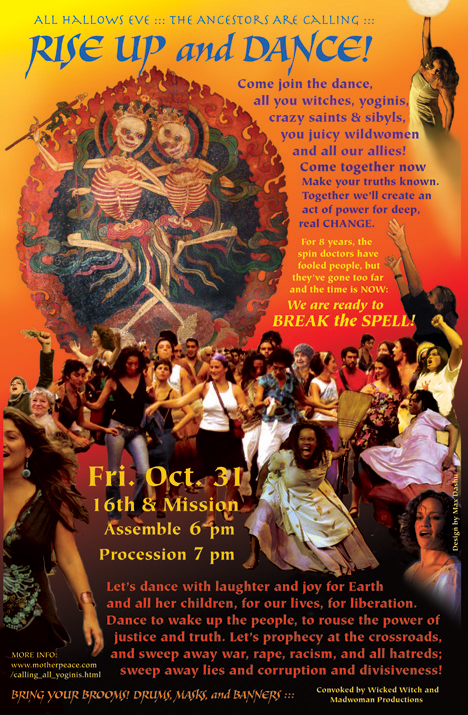 ALL HALLOWS EVE ::: THE ANCESTORS ARE CALLING :::
RISE UP and DANCE!
Come join the dance,
all you witches, yoginis,
crazy saints & sibyls,
you juicy wildwomen
and all our allies!
Come together now
Make your truths known.
Together we'll create an
act of power for deep,
real CHANGE.
For 8 years, the
spin doctors have
fooled people, but
they've gone too far
and the time is NOW:
We are ready to
BREAK the SPELL!
Fri. Oct. 31
16th & Mission
Assemble 6 pm
Procession 7 pm
Design by Max Dashu
Let's dance with laughter and joy for Earth
and all her children, for our lives, for liberation.
Dance to wake up the people, to rouse the power of
justice and truth. Let's prophecy at the crossroads,
and sweep away war, rape, racism, and all hatreds;
sweep away lies and corruption and divisiveness!
MORE INFO:
www.motherpeace.com
/calling_all_yoginis.html
BRING YOUR BROOMS! DRUMS, MASKS, and BANNERS :::
Convoked by Wicked Witch and
Madwoman Productions